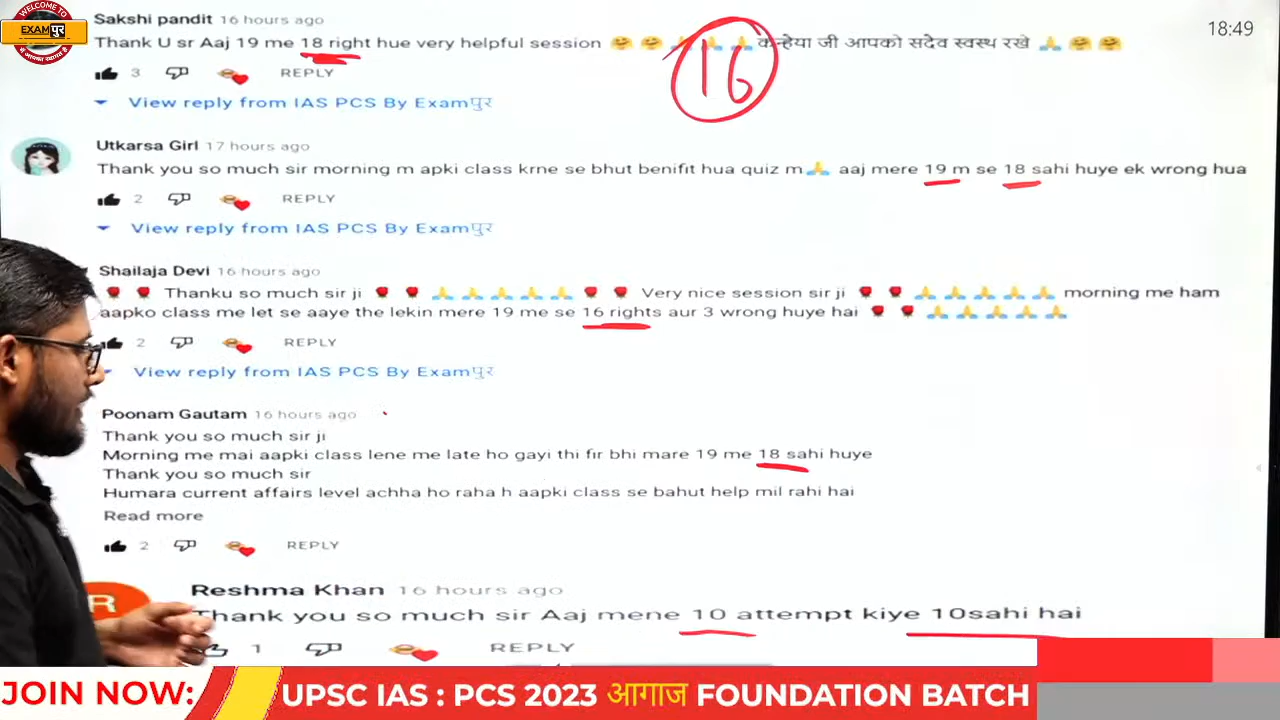 WELCOME TO
EXAMपुर
Sakshi pandit 16 hours ago
Thank U sr Aaj 19 me 18 right hue very helpful session 🤗 🤗 🙏 🙏 🙏 कन्हैया जी आपको सदैव स्वस्थ रखे 🙏 🤗 🤗
16
18:49
3 REPLY
View reply from IAS PCS By Examपुर
Utkarsa Girl 17 hours ago
Thank you so much sir morning m apki class krne se bhut benifit hua quiz m🙏 aaj mere 19 m se 18 sahi huye ek wrong hua
2 REPLY
View reply from IAS PCS By Examपुर
Shailaja Devi 16 hours ago
🌹 🌹 Thanku so much sir ji 🌹 🌹 🙏 🙏 🙏 🙏 🙏 🌹 🌹 Very nice session sir ji 🌹 🌹 🙏 🙏 🙏 🙏 🙏 morning me ham
aapko class me let se aaye the lekin mere 19 me se 16 rights aur 3 wrong huye hai 🌹 🌹 🙏 🙏 🙏 🙏 🙏
2 REPLY
View reply from IAS PCS By Examपुर
Poonam Gautam 16 hours ago
Thank you so much sir ji
Morning me mai aapki class lene me late ho gayi thi fir bhi mare 19 me 18 sahi huye
Thank you so much sir
Humara current affairs level achha ho raha h aapki class se bahut help mil rahi hai
Read more
2 REPLY
R
Reshma Khan 16 hours ago
Thank you so much sir Aaj mene 10 attempt kiye 10sahi hai
1 REPLY
JOIN NOW: UPSC IAS : PCS 2023 आगाज FOUNDATION BATCH